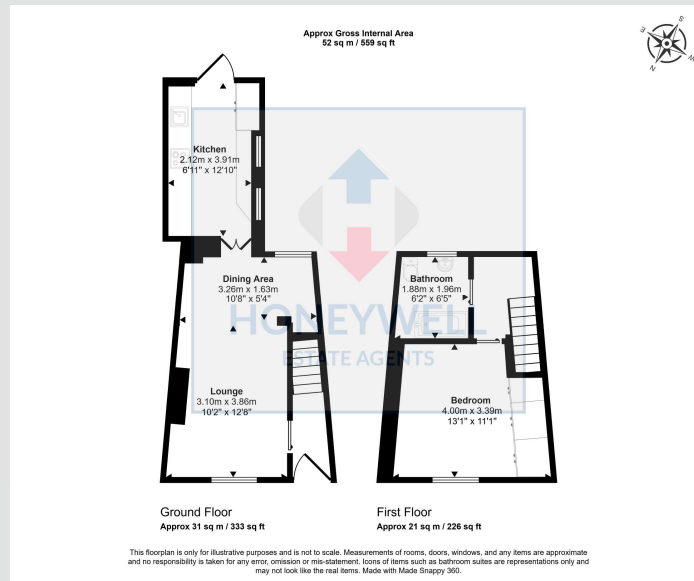 Approx Gross Internal Area
52 sq m / 559 sq ft
S
E
W
N
Kitchen
2.12m x 3.91m
6'11" x 12'10"
Dining Area
3.26m x 1.63m
10'8" x 5'4"
Bathroom
1.88m x 1.96m
6'2" x 6'5"
HONEYWELL
ESTATE AGENTS
Lounge
3.10m x 3.86m
10'2" x 12'8"
Bedroom
4.00m x 3.39m
13'1" x 11'1"
Ground Floor
Approx 31 sq m / 333 sq ft
First Floor
Approx 21 sq m / 226 sq ft
This floorplan is only for illustrative purposes and is not to scale. Measurements of rooms, doors, windows, and any items are approximate
and no responsibility is taken for any error, omission or mis-statement. Icons of items such as bathroom suites are representations only and
may not look like the real items. Made with Made Snappy 360.